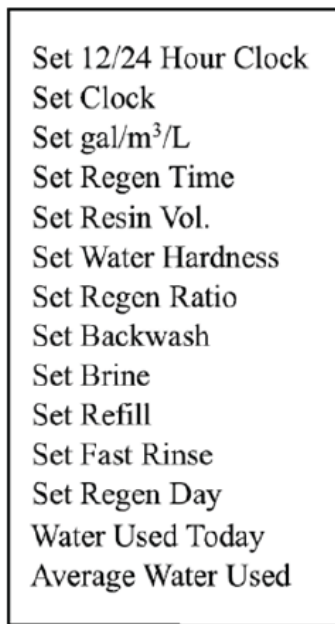 Set 12/24 Hour Clock
Set Clock
Set gal/m³/L
Set Regen Time
Set Resin Vol.
Set Water Hardness
Set Regen Ratio
Set Backwash
Set Brine
Set Refill
Set Fast Rinse
Set Regen Day
Water Used Today
Average Water Used